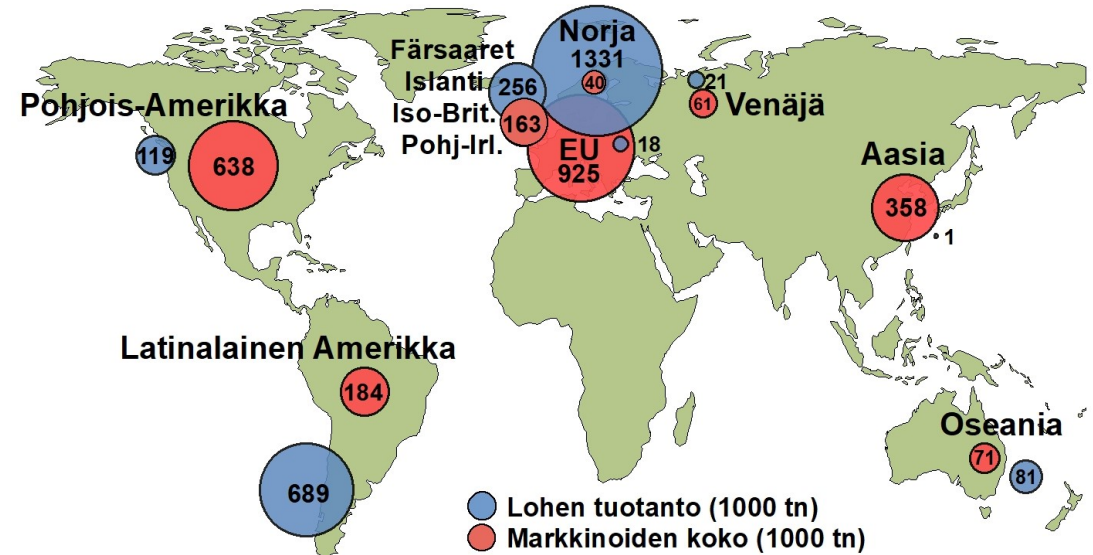 Norja
1331
40
Färsaaret
Islanti
Iso-Brit.
Pohj-Irl.
256
163
EU
925
18
21
61
Venäjä
Pohjois-Amerikka
119
638
Aasia
358
1
Latinalainen Amerikka
184
689
Oseania
71
81
Lohen tuotanto (1000 tn)
Markkinoiden koko (1000 tn)